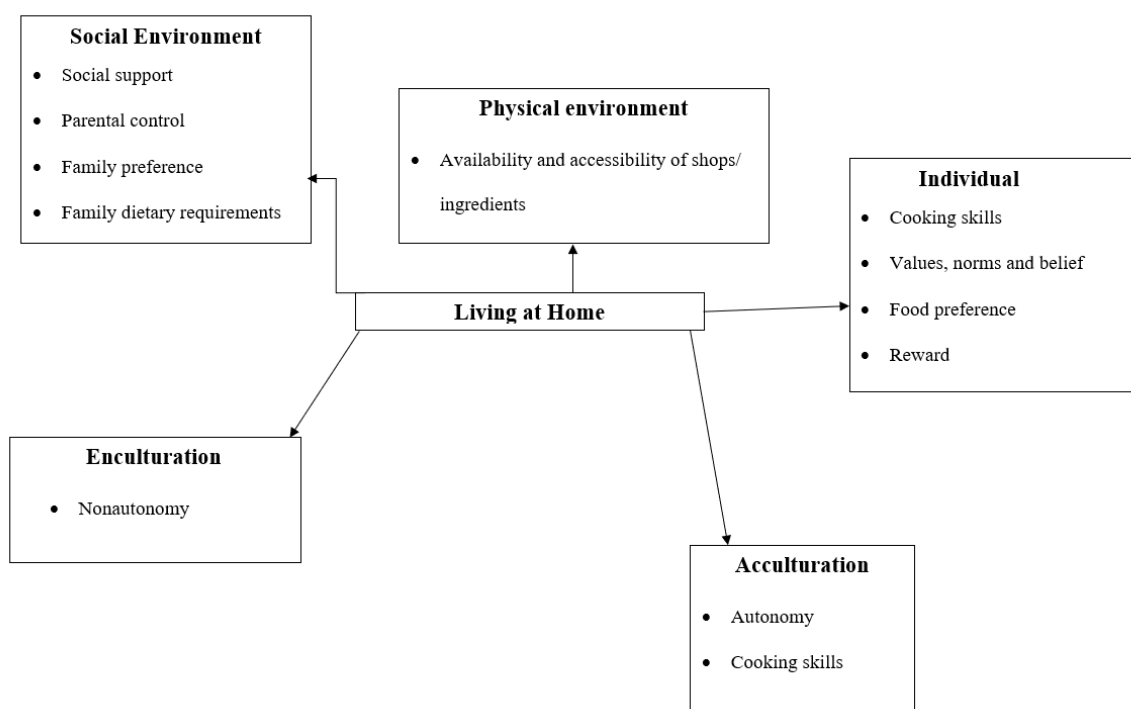 Social Environment
• Social support
• Parental control
• Family preference
• Family dietary requirements
Physical environment
• Availability and accessibility of shops/
ingredients
Individual
• Cooking skills
• Values, norms and belief
• Food preference
• Reward
Living at Home
Enculturation
• Nonautonomy
Acculturation
• Autonomy
• Cooking skills